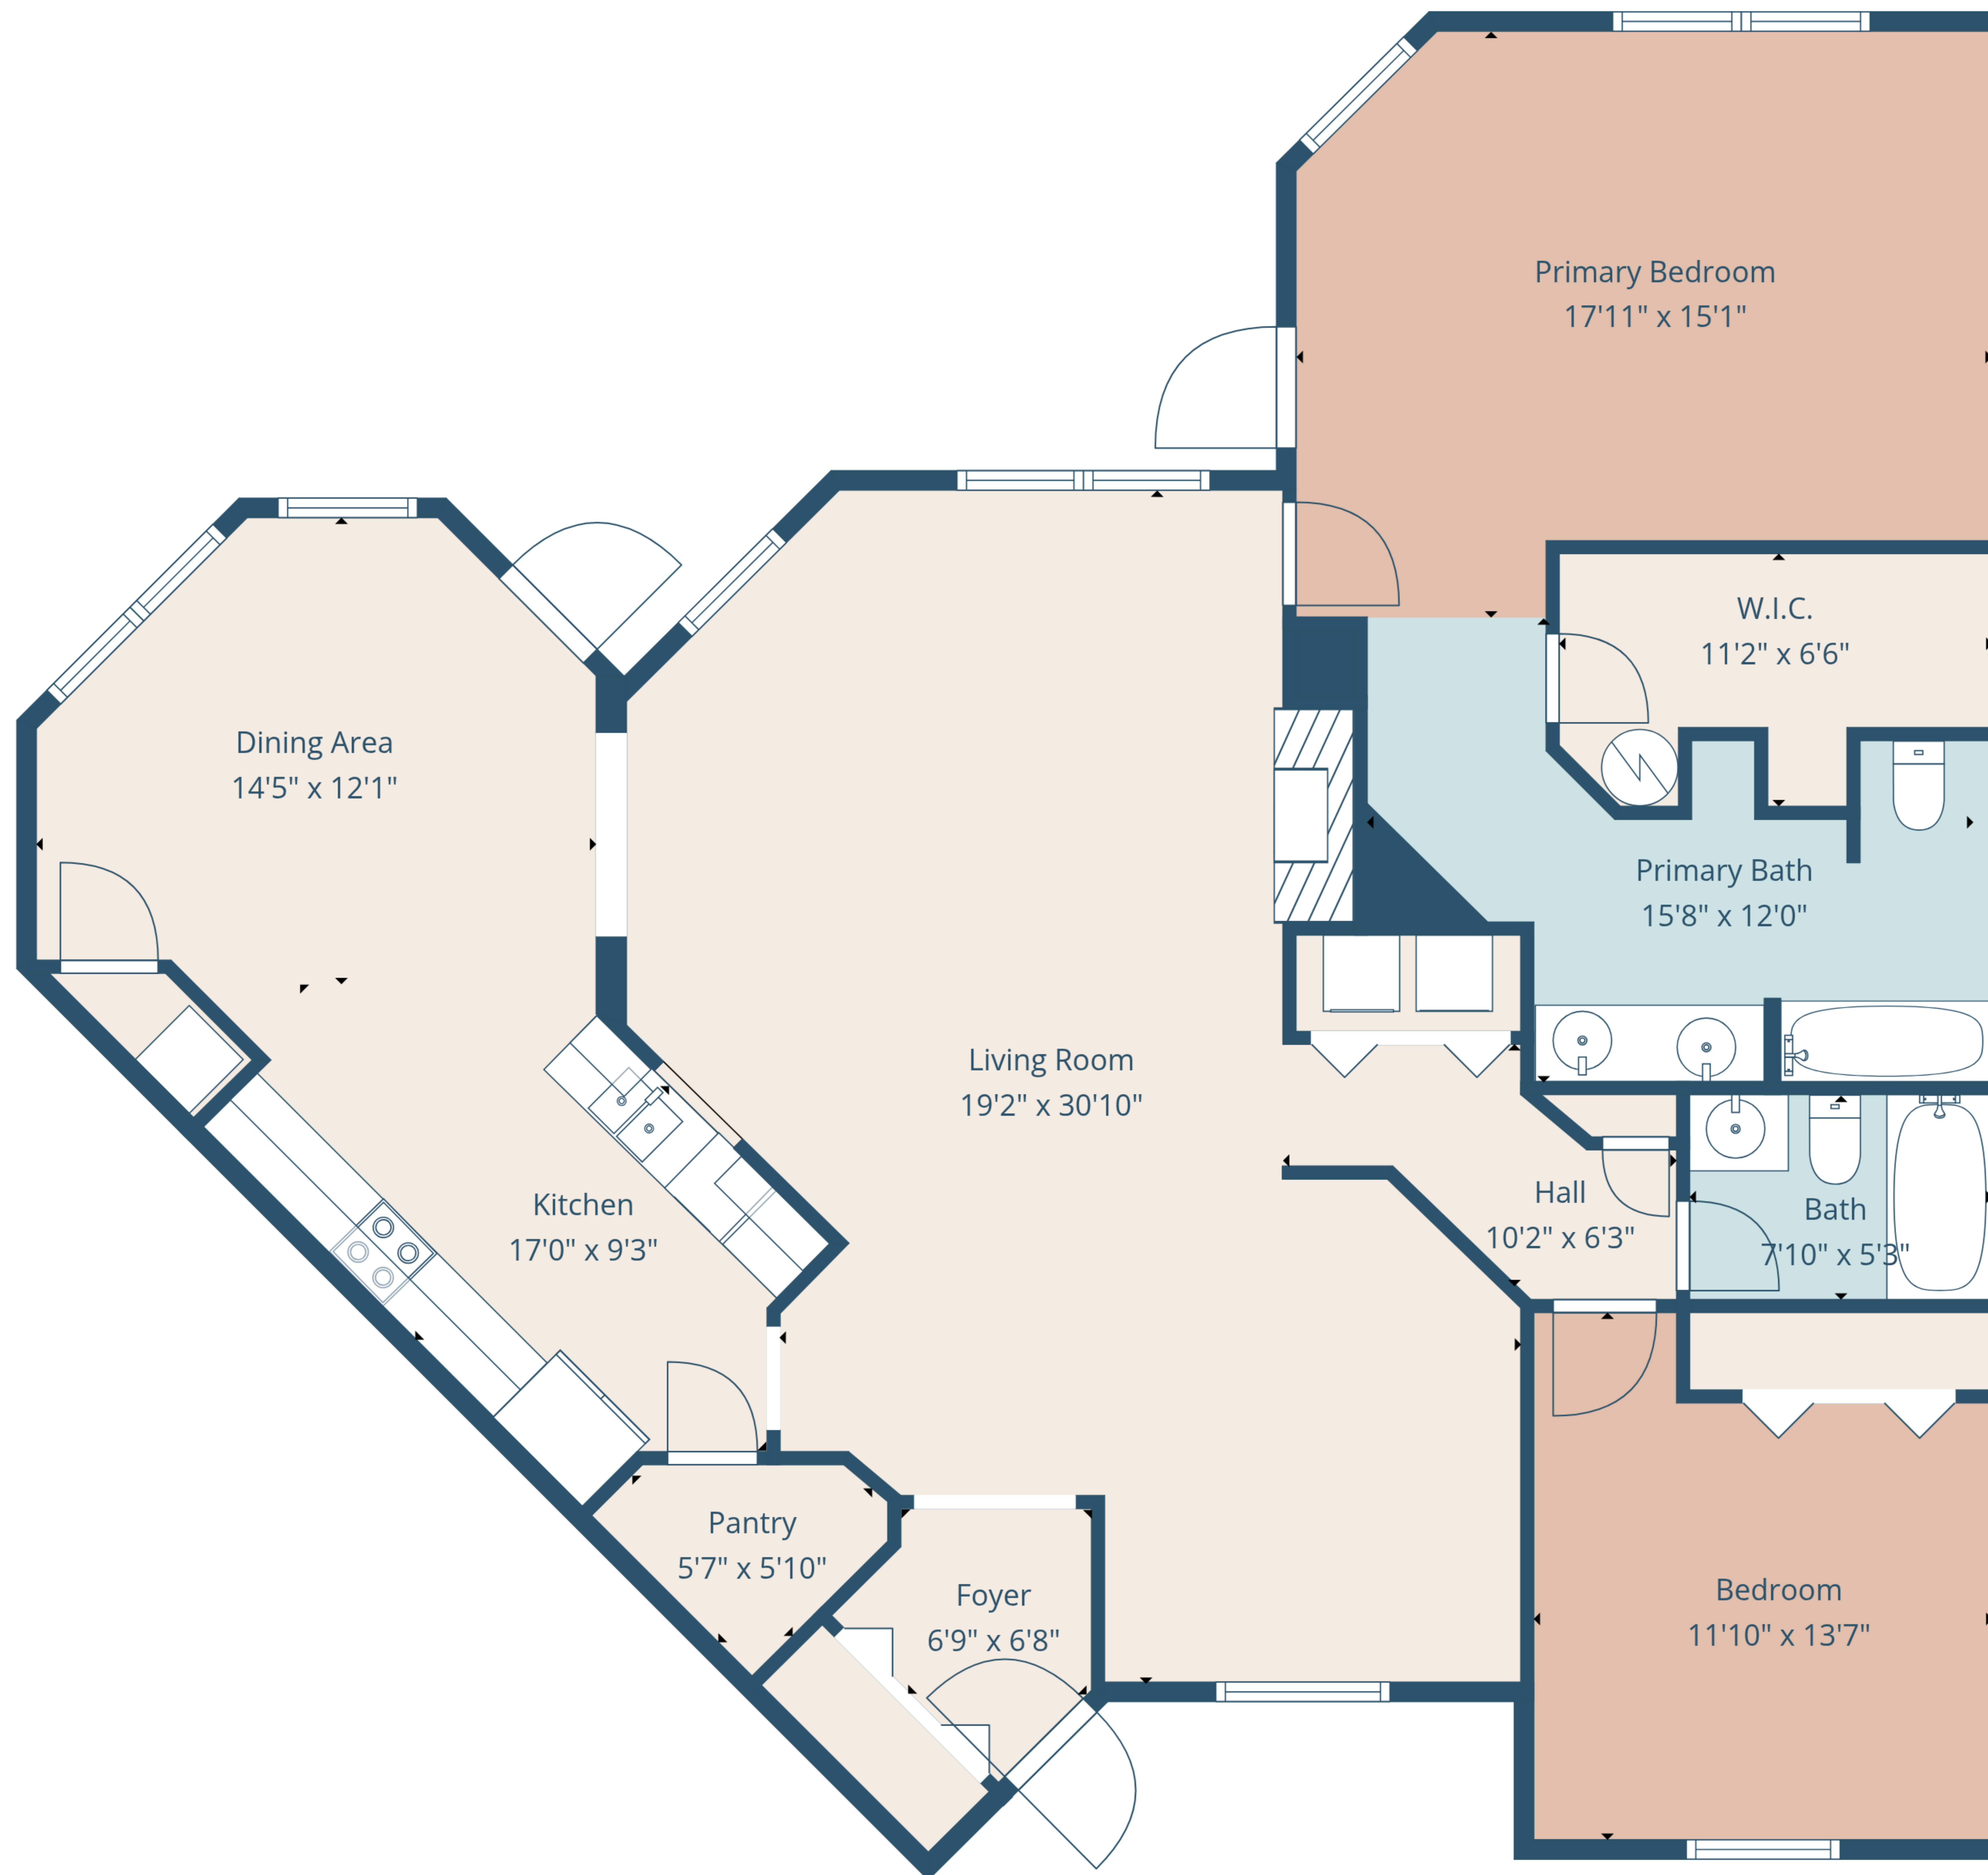 Primary Bedroom
17'11" x 15'1"
W.I.C.
11'2" x 6'6"
Dining Area
14'5" x 12'1"
Primary Bath
15'8" x 12'0"
Living Room
19'2" x 30'10"
Kitchen
17'0" x 9'3"
Hall
10'2" x 6'3"
Bath
7'10" x 5'3"
Pantry
5'7" x 5'10"
Foyer
6'9" x 6'8"
Bedroom
11'10" x 13'7"